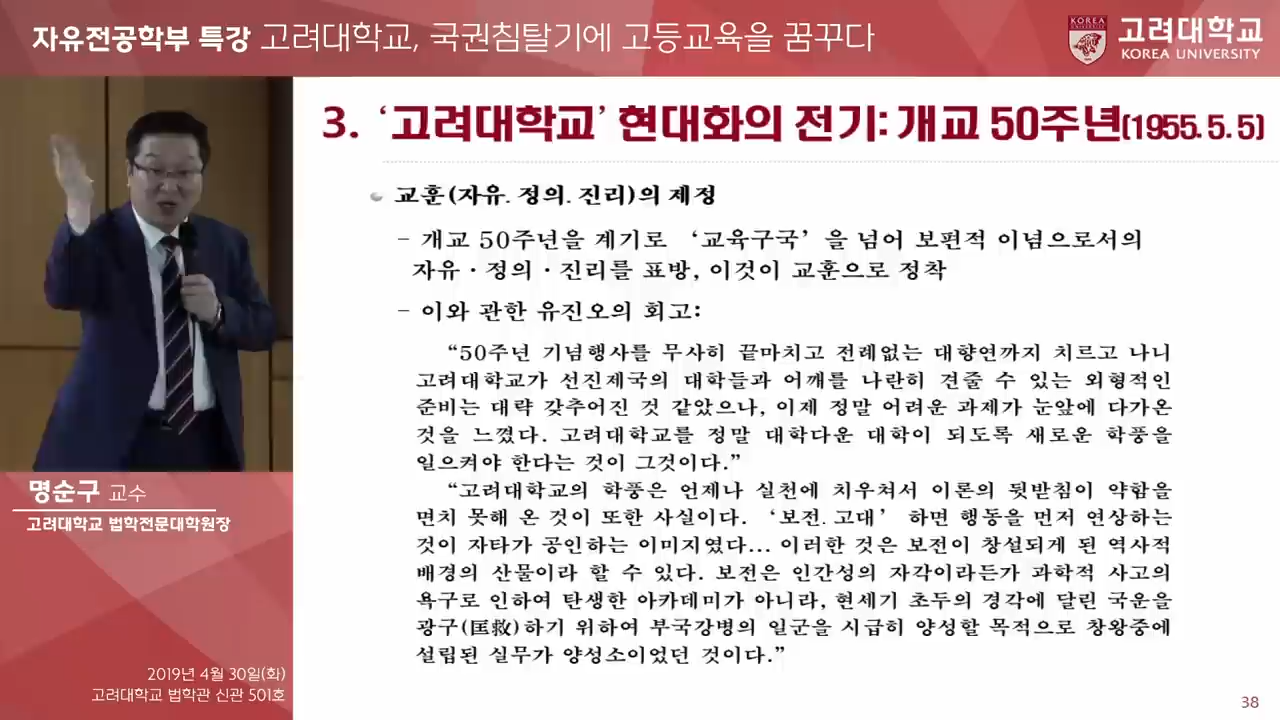 자유전공학부 특강 고려대학교, 국권침탈기에 고등교육을 꿈꾸다
KOREA
UNIVERSITY
고려대학교
KOREA UNIVERSITY
3. ‘고려대학교’ 현대화의 전기: 개교 50주년(1955. 5. 5)
교훈(자유. 정의. 진리)의 제정
- 개교 50주년을 계기로 ‘교육구국’을 넘어 보편적 이념으로서의
자유·정의·진리를 표방, 이것이 교훈으로 정착
- 이와 관한 유진오의 회고:
“50주년 기념행사를 무사히 끝마치고 전례없는 대향연까지 치르고 나니
고려대학교가 선진제국의 대학들과 어깨를 나란히 견줄 수 있는 외형적인
준비는 대략 갖추어진 것 같았으나, 이제 정말 어려운 과제가 눈앞에 다가온
것을 느꼈다. 고려대학교를 정말 대학다운 대학이 되도록 새로운 학풍을
일으켜야 한다는 것이 그것이다.”
“고려대학교의 학풍은 언제나 실천에 치우쳐서 이론의 뒷받침이 약함을
면치 못해 온 것이 또한 사실이다. ‘보전. 고대’ 하면 행동을 먼저 연상하는
것이 자타가 공인하는 이미지였다... 이러한 것은 보전이 창설되게 된 역사적
배경의 산물이라 할 수 있다. 보전은 인간성의 자각이라든가 과학적 사고의
욕구로 인하여 탄생한 아카데미가 아니라, 현세기 초두의 경각에 달린 국운을
광구(匡救)하기 위하여 부국강병의 일군을 시급히 양성할 목적으로 창왕중에
설립된 실무가 양성소이었던 것이다.”
명순구 교수
고려대학교 법학전문대학원장
2019년 4월 30일(화)
고려대학교 법학관 신관 501호
38